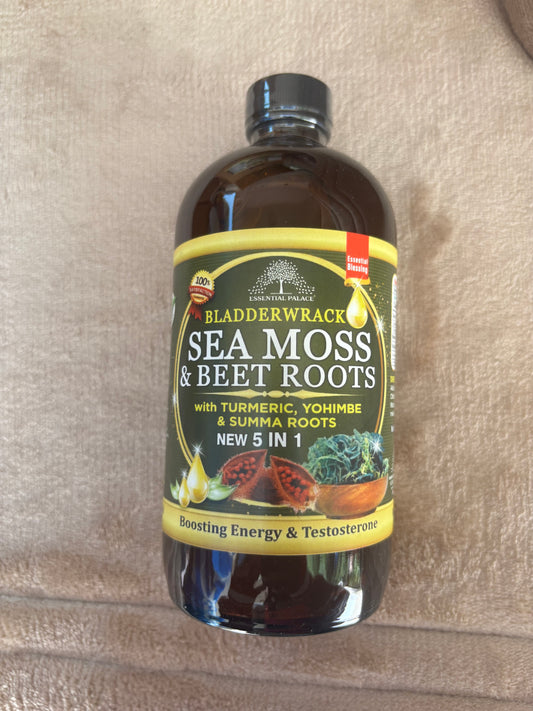 Essential
Blessing
100%
SATISFACTION
ESSENTIAL PALACE®
BLADDERWRACK
SEA MOSS
& BEET ROOTS
with TURMERIC, YOHIMBE
& SUMMA ROOTS
NEW 5 IN 1
Boosting Energy & Testosterone